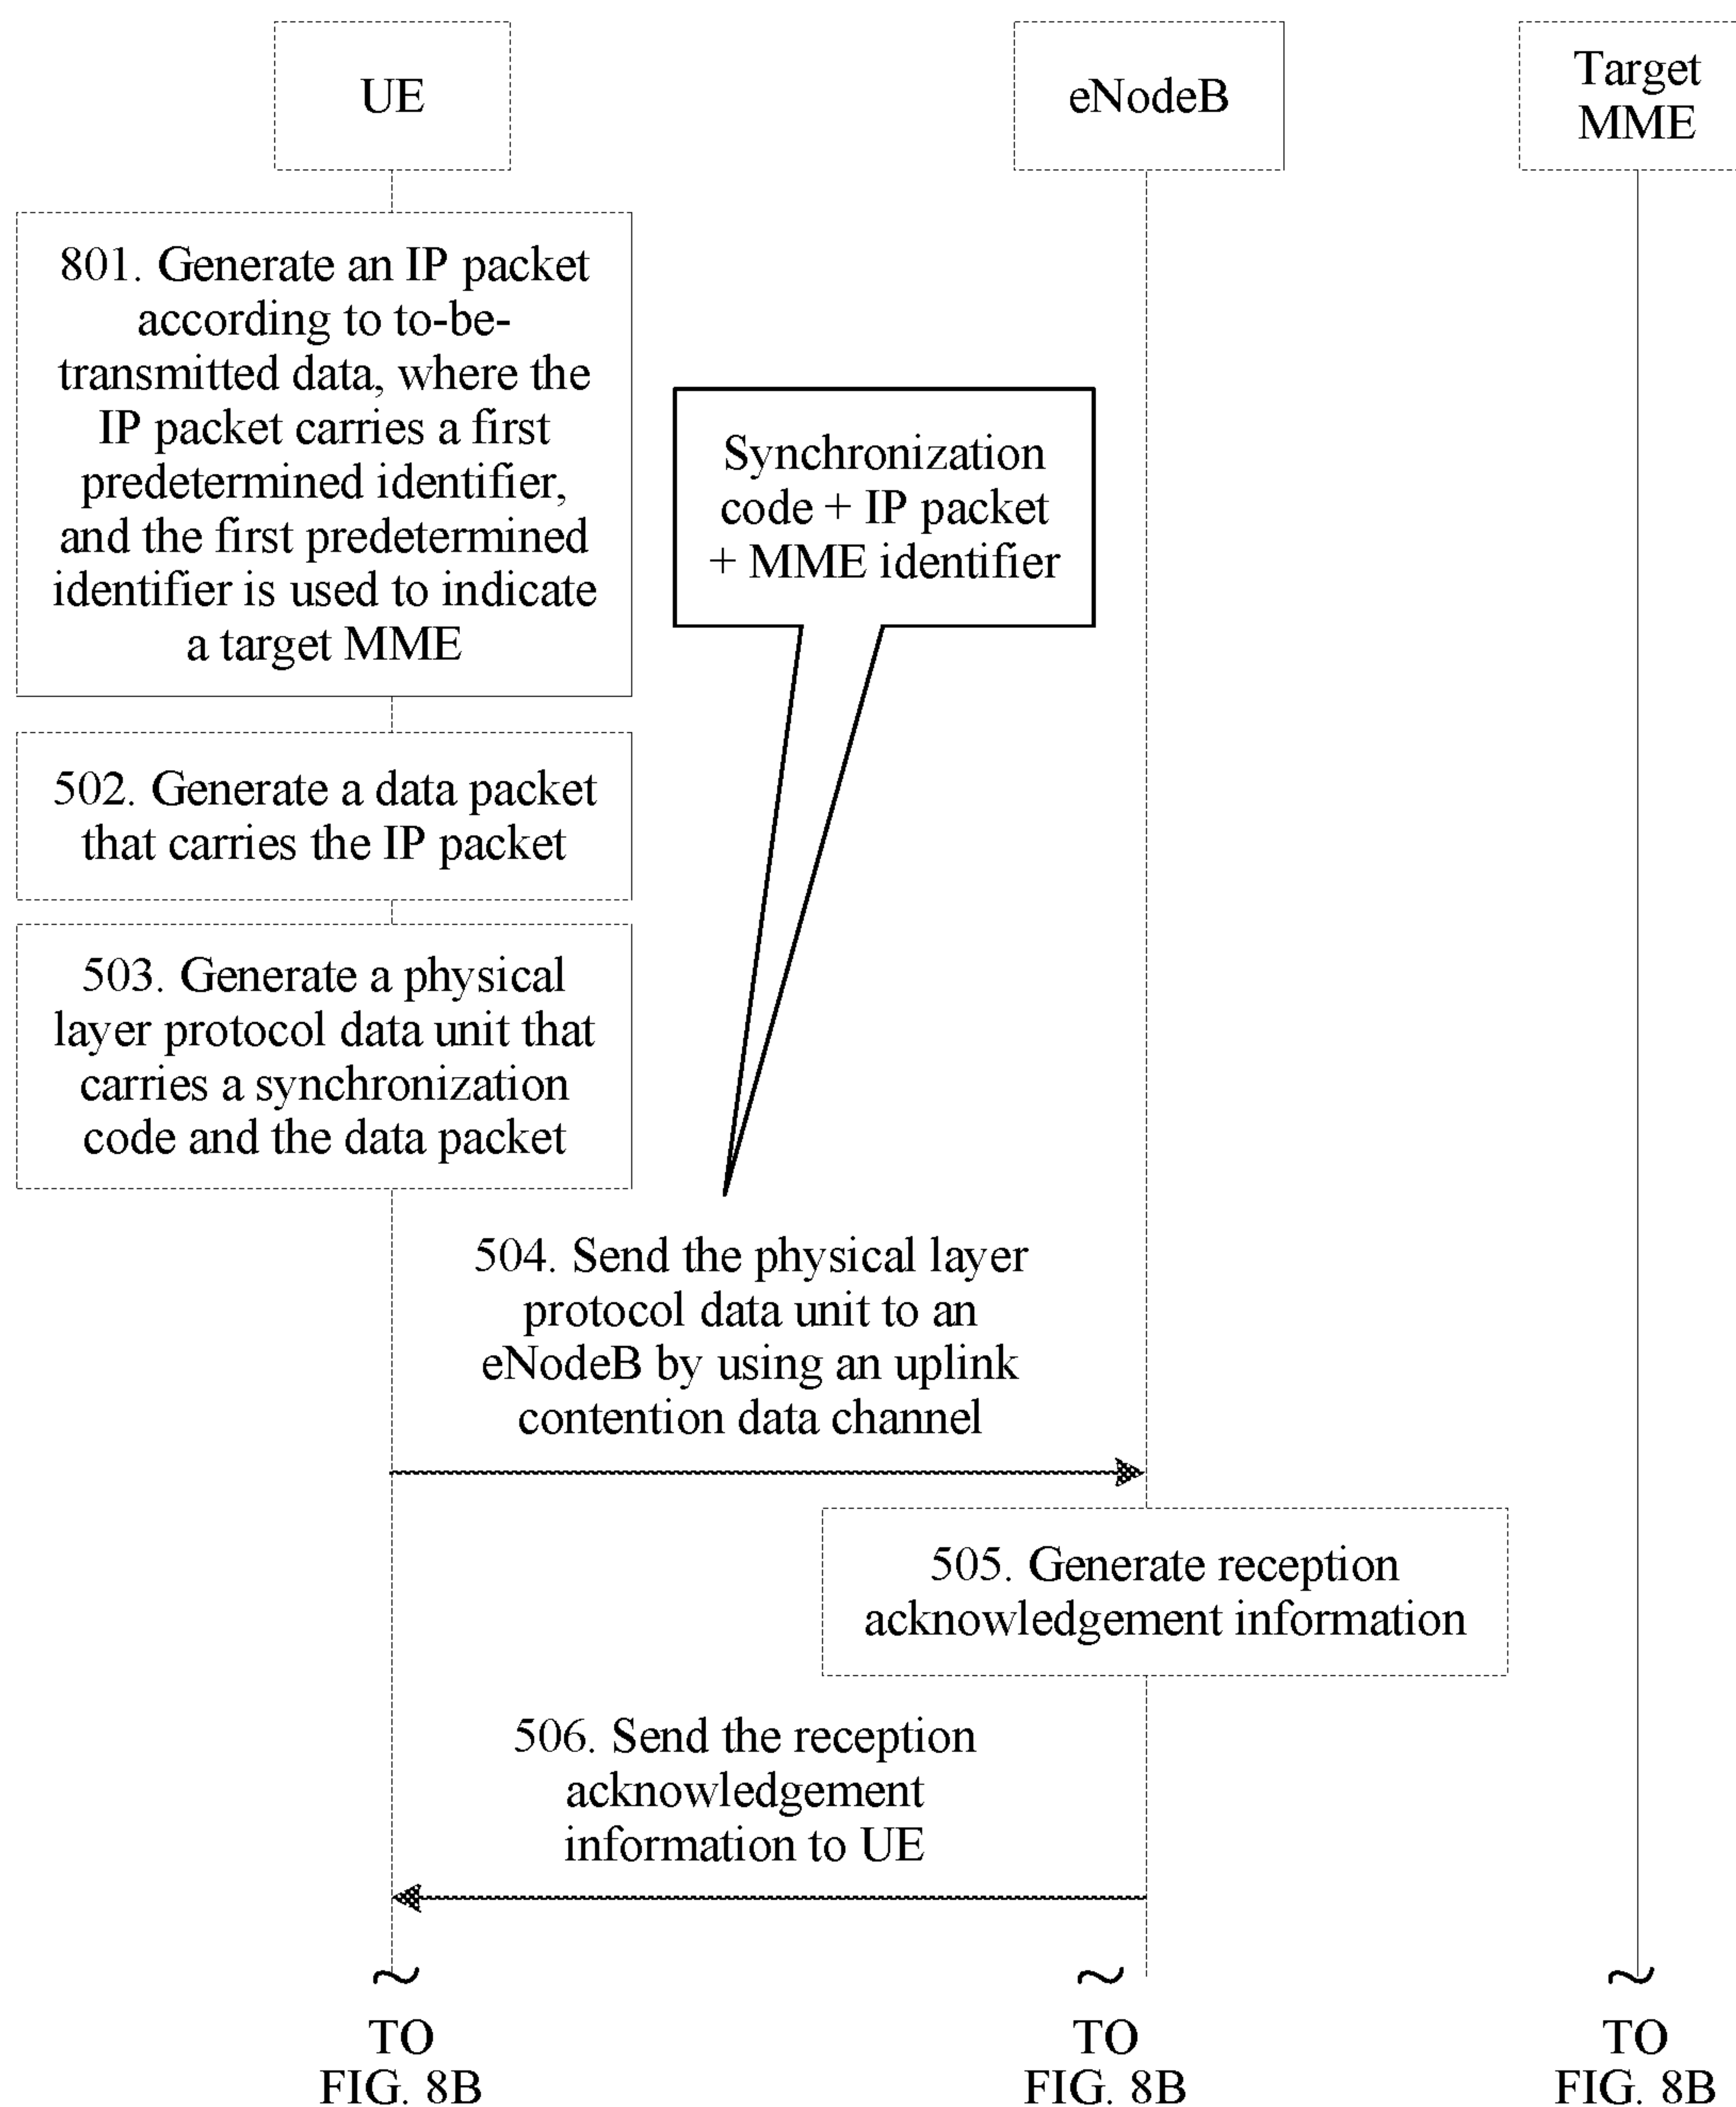 UE
eNodeB
Target
MME
801. Generate an IP packet
according to to-be-
transmitted data, where the
IP packet carries a first
predetermined identifier,
and the first predetermined
identifier is used to indicate
a target MME
Synchronization
code + IP packet
+ MME identifier
502. Generate a data packet
that carries the IP packet
503. Generate a physical
layer protocol data unit that
carries a synchronization
code and the data packet
504. Send the physical layer
protocol data unit to an
eNodeB by using an uplink
contention data channel
505. Generate reception
acknowledgement information
506. Send the reception
acknowledgement
information to UE
TO
FIG. 8B
TO
FIG. 8B
TO
FIG. 8B